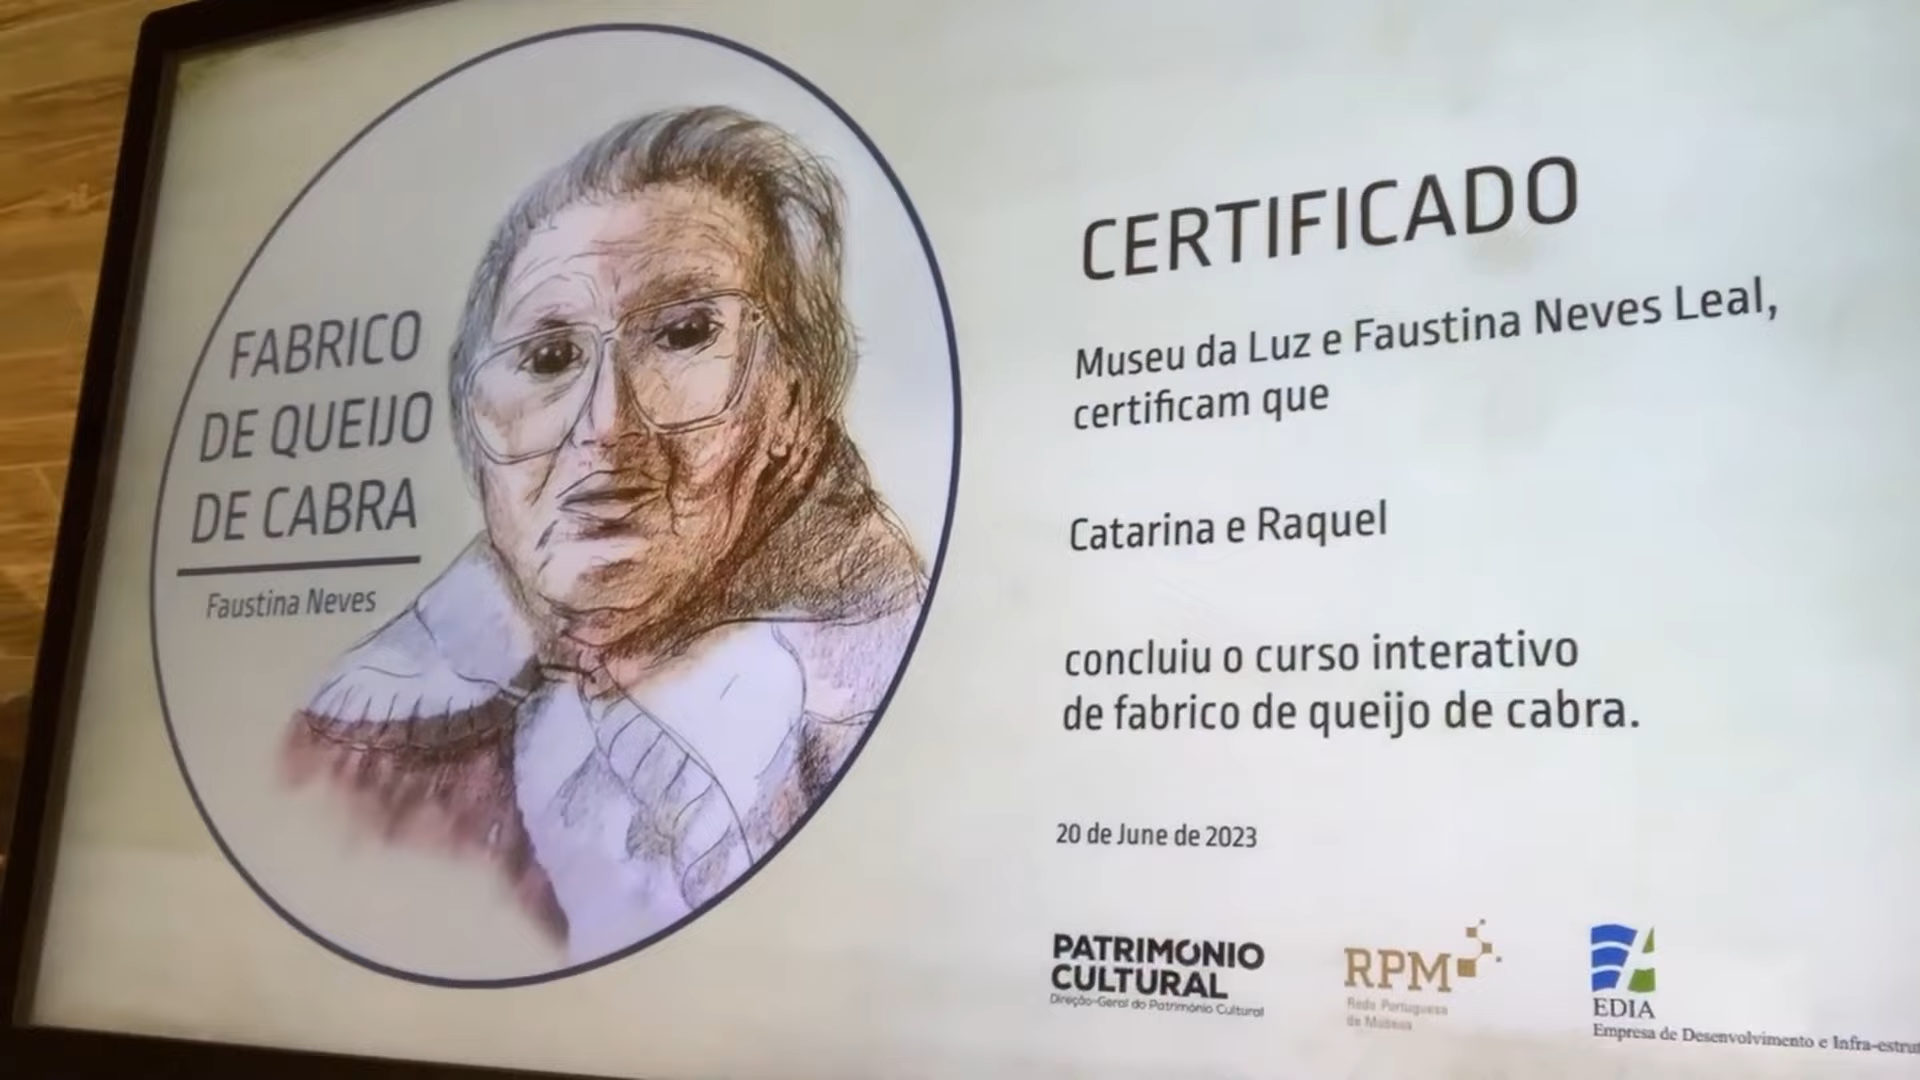 FABRICO
DE QUEIJO
DE CABRA
Faustina Neves
CERTIFICADO
Museu da Luz e Faustina Neves Leal,
certificam que
Catarina e Raquel
concluiu o curso interativo
de fabrico de queijo de cabra.
20 de June de 2023
PATRIMONIO
CULTURAL
Direção-Geral do Património Cultural
RPM
Rede Portuguesa
de Museus
EDIA
Empresa de Desenvolvimento e Infra-estrut